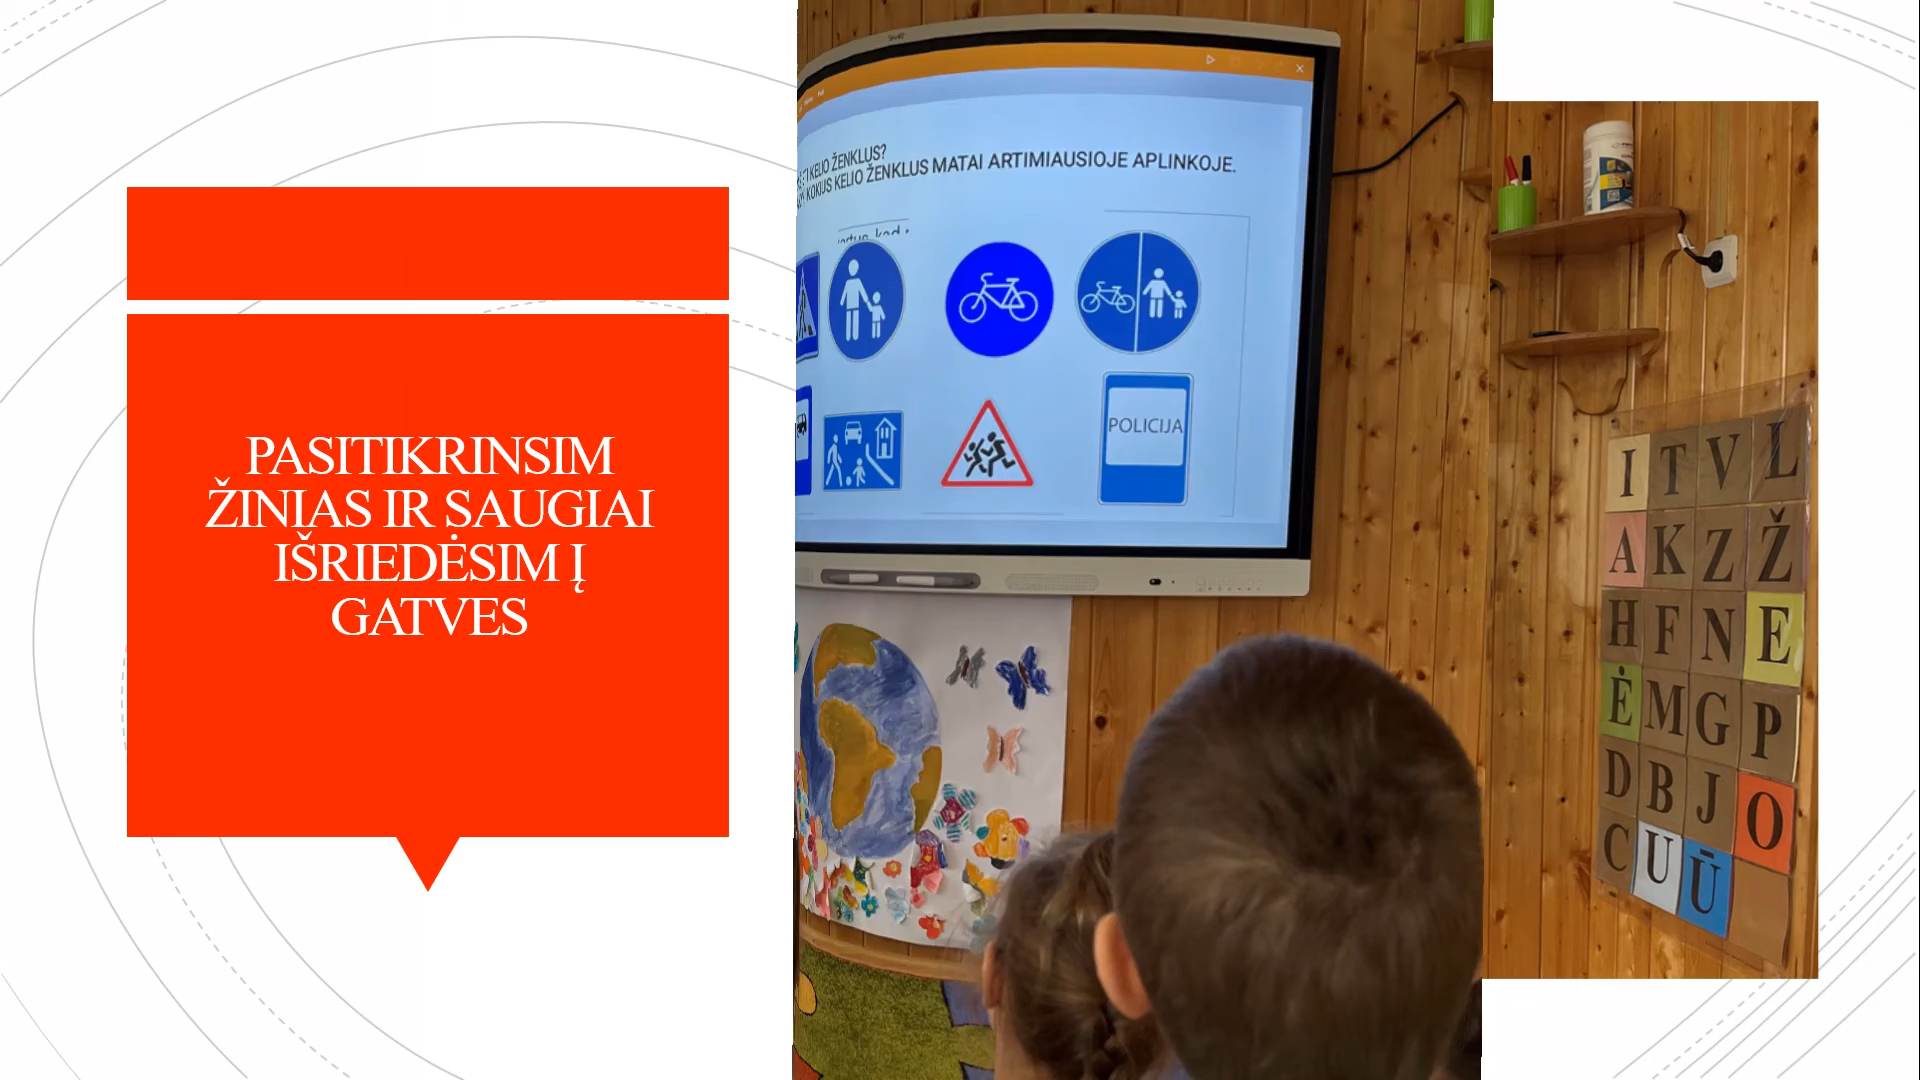 PASITIKRINSIM
ŽINIAS IR SAUGIAI
IŠRIEDĖSIM Į
GATVES
KELIO ŽENKLUS?
KOKIUS KELIO ŽENKLUS MATAI ARTIMIAUSIOJE APLINKOJE.
POLICIJA
I T V L
A K Z Ž
H F N E
Ė M G P
D B J O
C U Ū